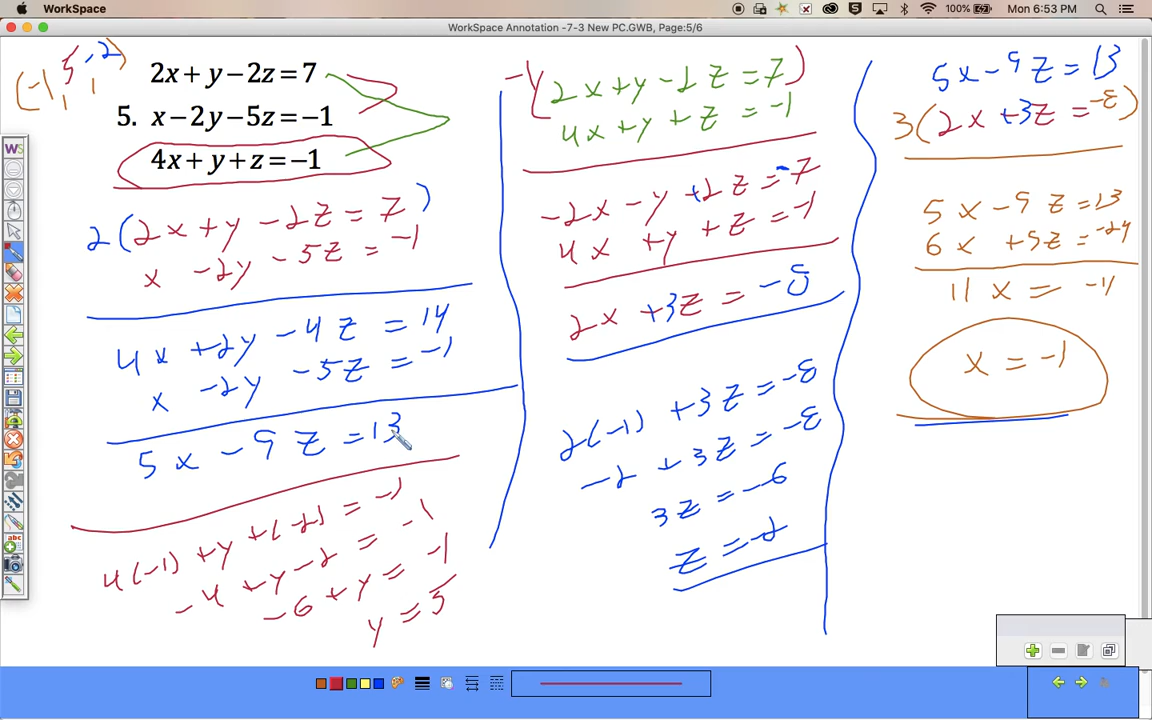 WorkSpace
100%
Mon 6:53 PM
WorkSpace Annotation -7-3 New PC.GWB, Page:5/6
(-1, 5, -2)
2x+y−2z=7
5. x−2y−5z=−1
4x+y+z=−1
2(2x+y-2z=7)
x -2y -5z=-1
4x+2y-4z=14
x -2y -5z=-1
5x-9z=13
4(-1)+y+(-2)=-1
-4+y-2=-1
-6+y=-1
y=5
2x+y-2z=7)
4x+y+z=-1
-2x-y+2z=-7
4x+y+z=-1
2x+3z=-8
2(-1)+3z=-8
-2+3z=-8
3z=-6
z=-2
5x-9z=13
3(2x+3z=-8)
5x-9z=13
6x+9z=-24
11x=-11
x=-1
WS
abc